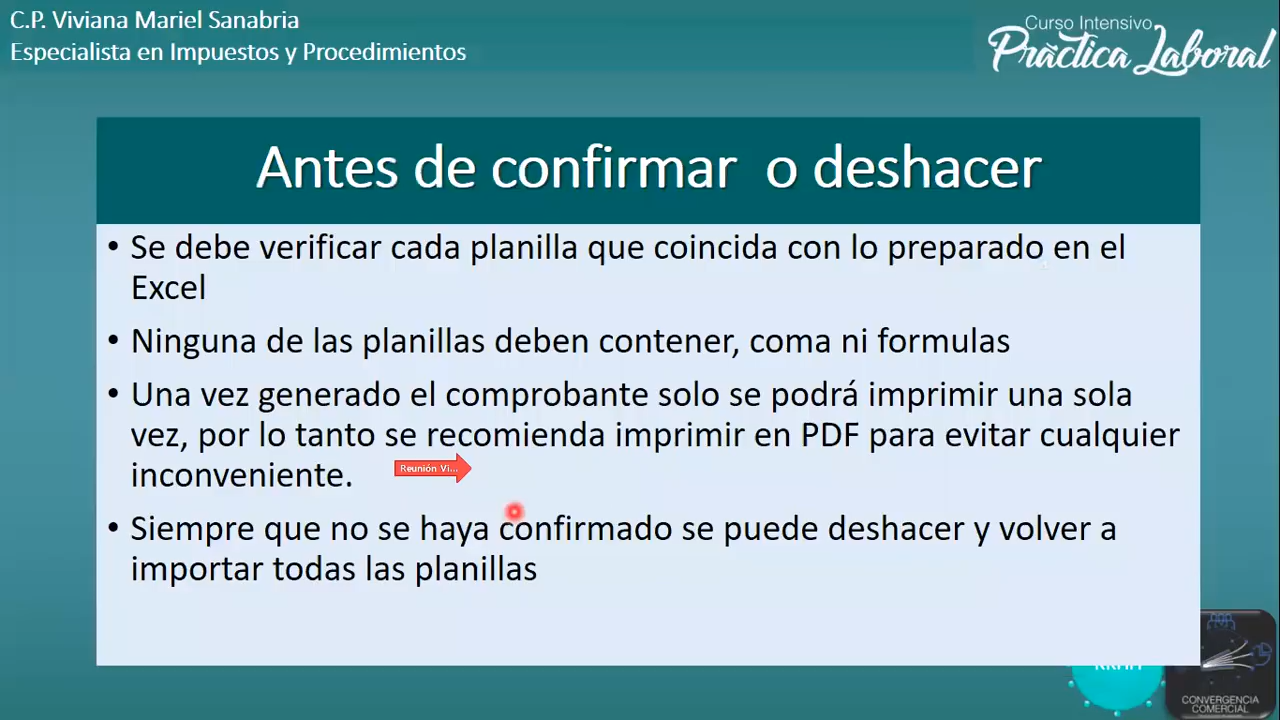 C.P. Viviana Mariel Sanabria
Especialista en Impuestos y Procedimientos
Curso Intensivo
Pràctica Laboral
Antes de confirmar o deshacer
• Se debe verificar cada planilla que coincida con lo preparado en el
Excel
• Ninguna de las planillas deben contener, coma ni formulas
• Una vez generado el comprobante solo se podrá imprimir una sola
vez, por lo tanto se recomienda imprimir en PDF para evitar cualquier
inconveniente.
Reunión Vi...
• Siempre que no se haya confirmado se puede deshacer y volver a
importar todas las planillas
CONVERGENCIA
COMERCIAL